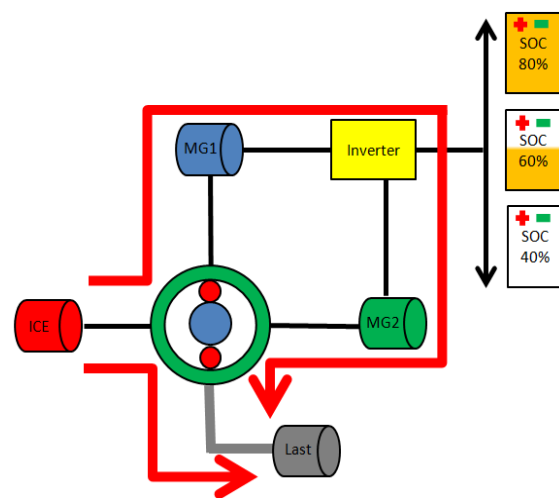 SOC
80%
MG1
Inverter
SOC
60%
SOC
40%
ICE
MG2
Last